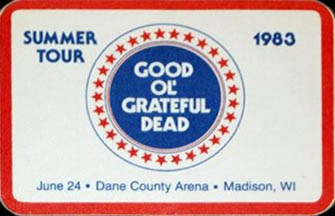 SUMMER TOUR
1983
GOOD
OL'
GRATEFUL
DEAD
June 24 • Dane County Arena • Madison, WI